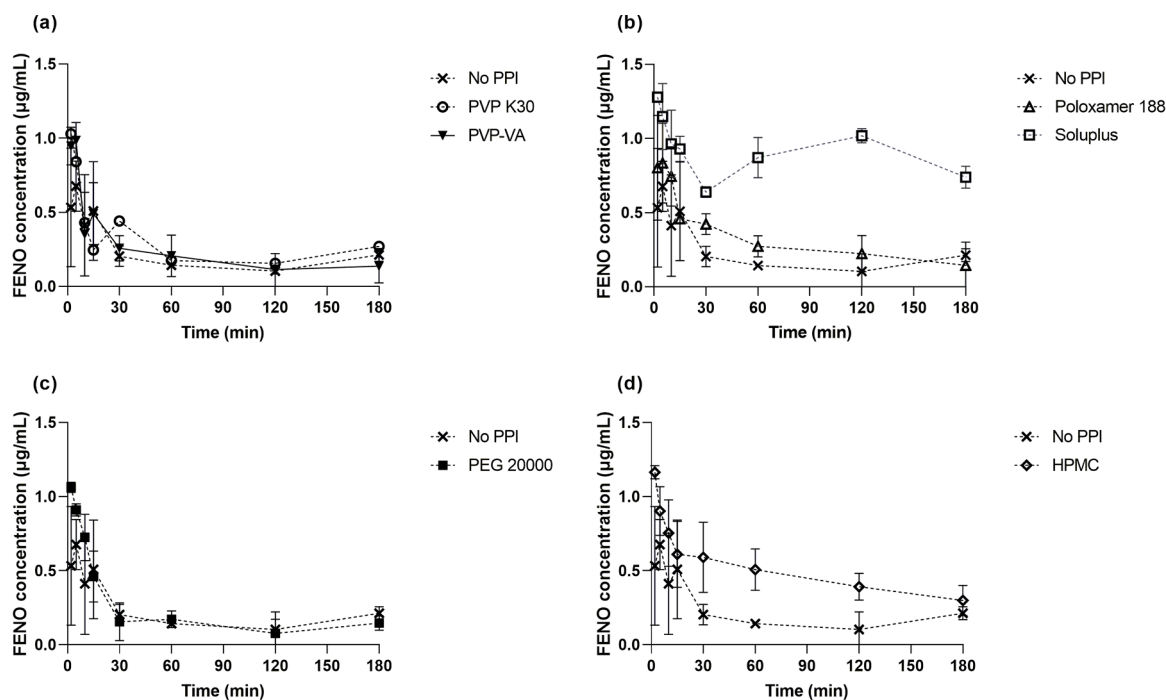 (a)
FENO concentration (µg/mL)
1.5
1.0
0.5
0.0
0 30 60 90 120 150 180
Time (min)
No PPI
PVP K30
PVP-VA
(b)
FENO concentration (µg/mL)
1.5
1.0
0.5
0.0
0 30 60 90 120 150 180
Time (min)
No PPI
Poloxamer 188
Soluplus
(c)
FENO concentration (µg/mL)
1.5
1.0
0.5
0.0
0 30 60 90 120 150 180
Time (min)
No PPI
PEG 20000
(d)
FENO concentration (µg/mL)
1.5
1.0
0.5
0.0
0 30 60 90 120 150 180
Time (min)
No PPI
HPMC